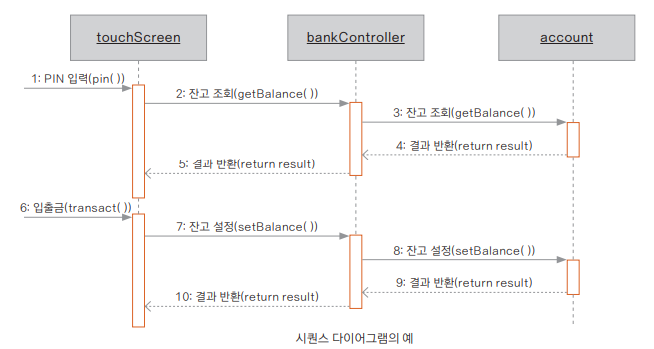 touchScreen
bankController
account
1: PIN 입력(pin( ))
2: 잔고 조회(getBalance( ))
3: 잔고 조회(getBalance( ))
4: 결과 반환(return result)
5: 결과 반환(return result)
6: 입출금(transact( ))
7: 잔고 설정(setBalance( ))
8: 잔고 설정(setBalance( ))
9: 결과 반환(return result)
10: 결과 반환(return result)
시퀀스 다이어그램의 예